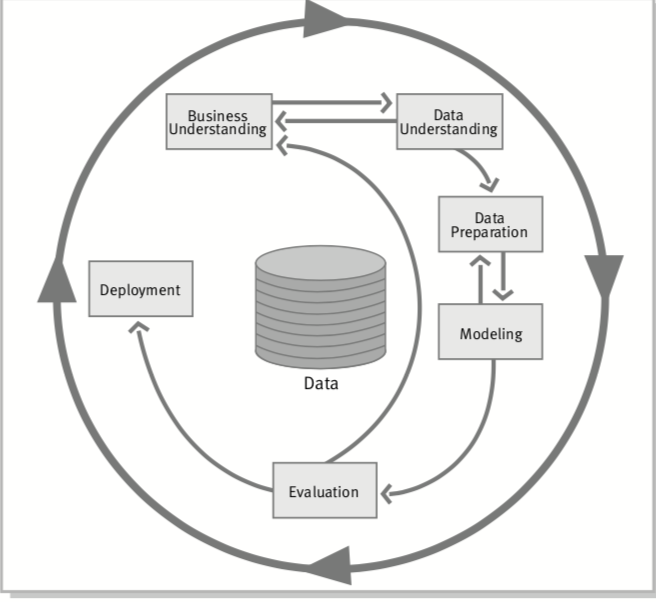 Business
Understanding
Data
Understanding
Data
Preparation
Deployment
Modeling
Data
Evaluation